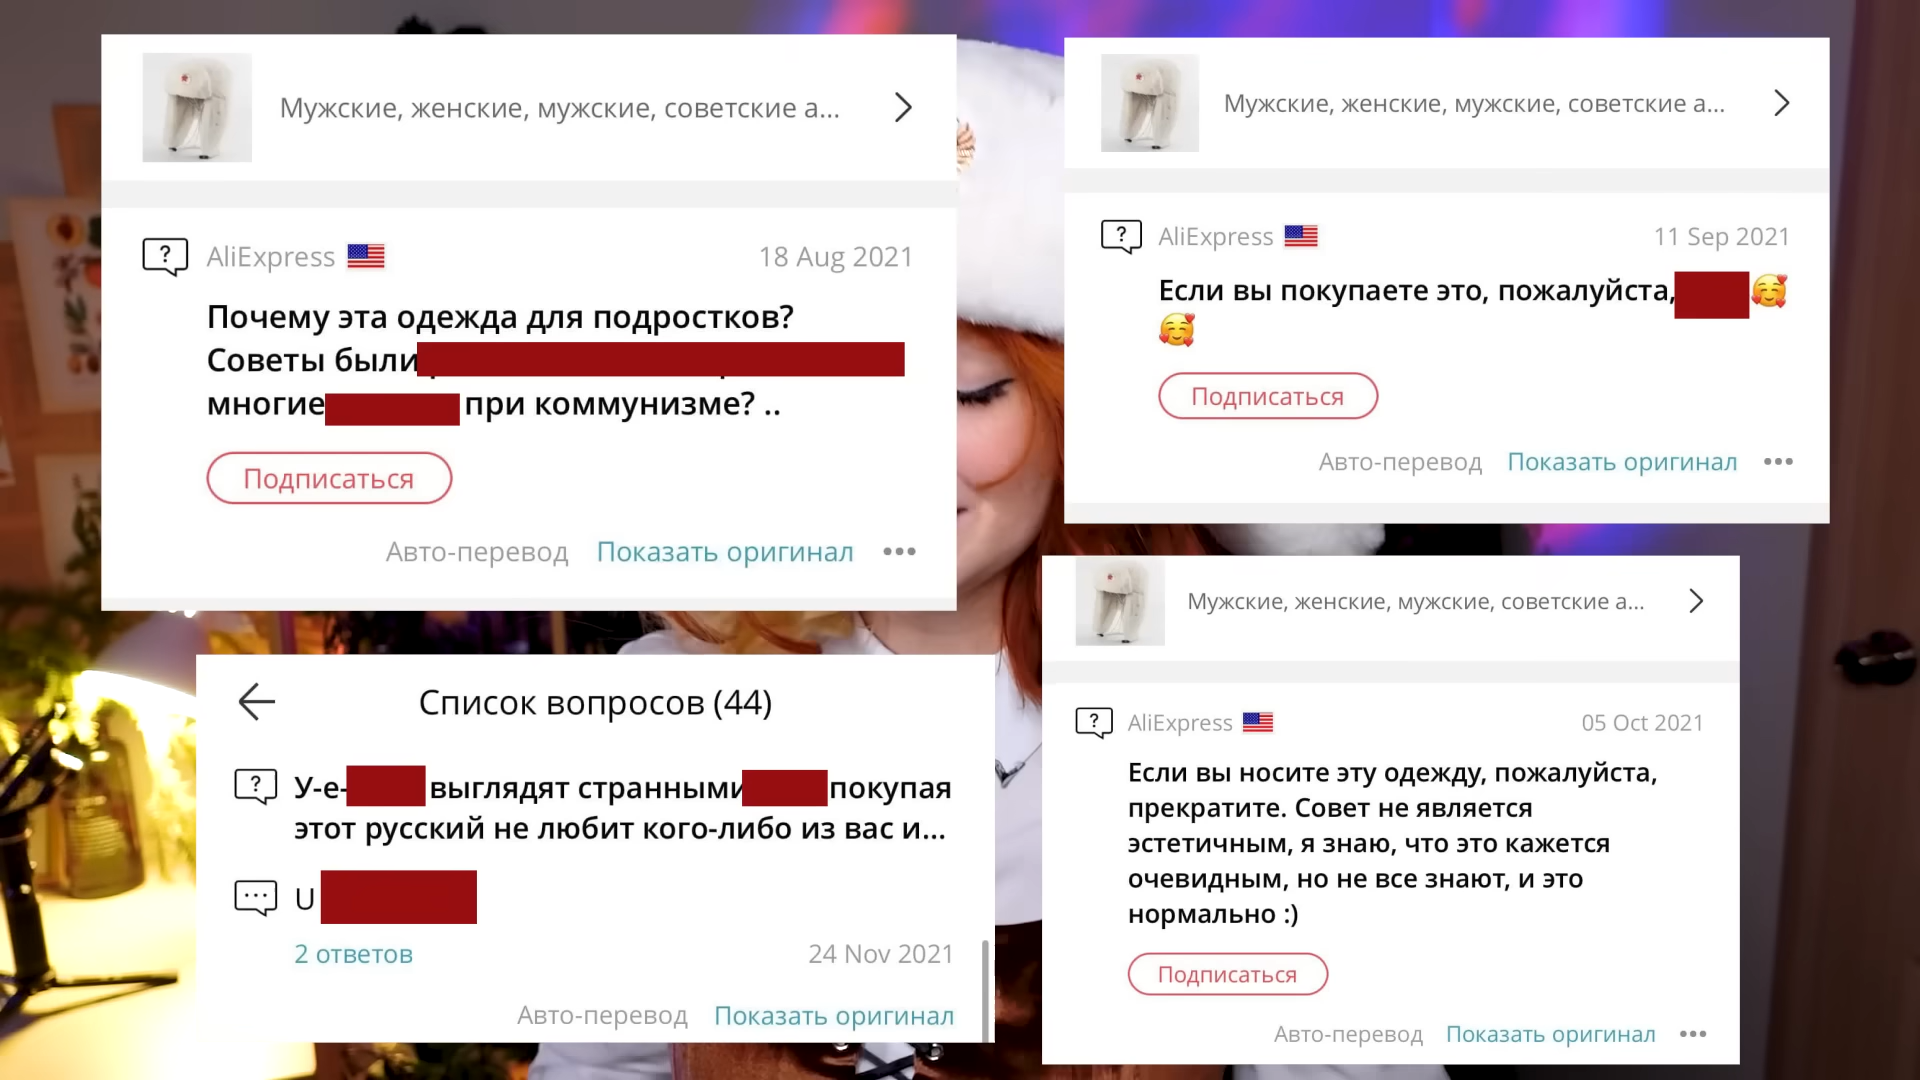 Мужские, женские, мужские, советские а...
AliExpress
18 Aug 2021
Почему эта одежда для подростков?
Советы были
многие при коммунизме? ..
Подписаться
Авто-перевод Показать оригинал
Мужские, женские, мужские, советские а...
AliExpress
11 Sep 2021
Если вы покупаете это, пожалуйста, 🥰
🥰
Подписаться
Авто-перевод Показать оригинал
Список вопросов (44)
У-е- выглядят странными покупая
этот русский не любит кого-либо из вас и...
U
2 ответов
24 Nov 2021
Авто-перевод Показать оригинал
Мужские, женские, мужские, советские а...
AliExpress
05 Oct 2021
Если вы носите эту одежду, пожалуйста,
прекратите. Совет не является
эстетичным, я знаю, что это кажется
очевидным, но не все знают, и это
нормально :)
Подписаться
Авто-перевод Показать оригинал